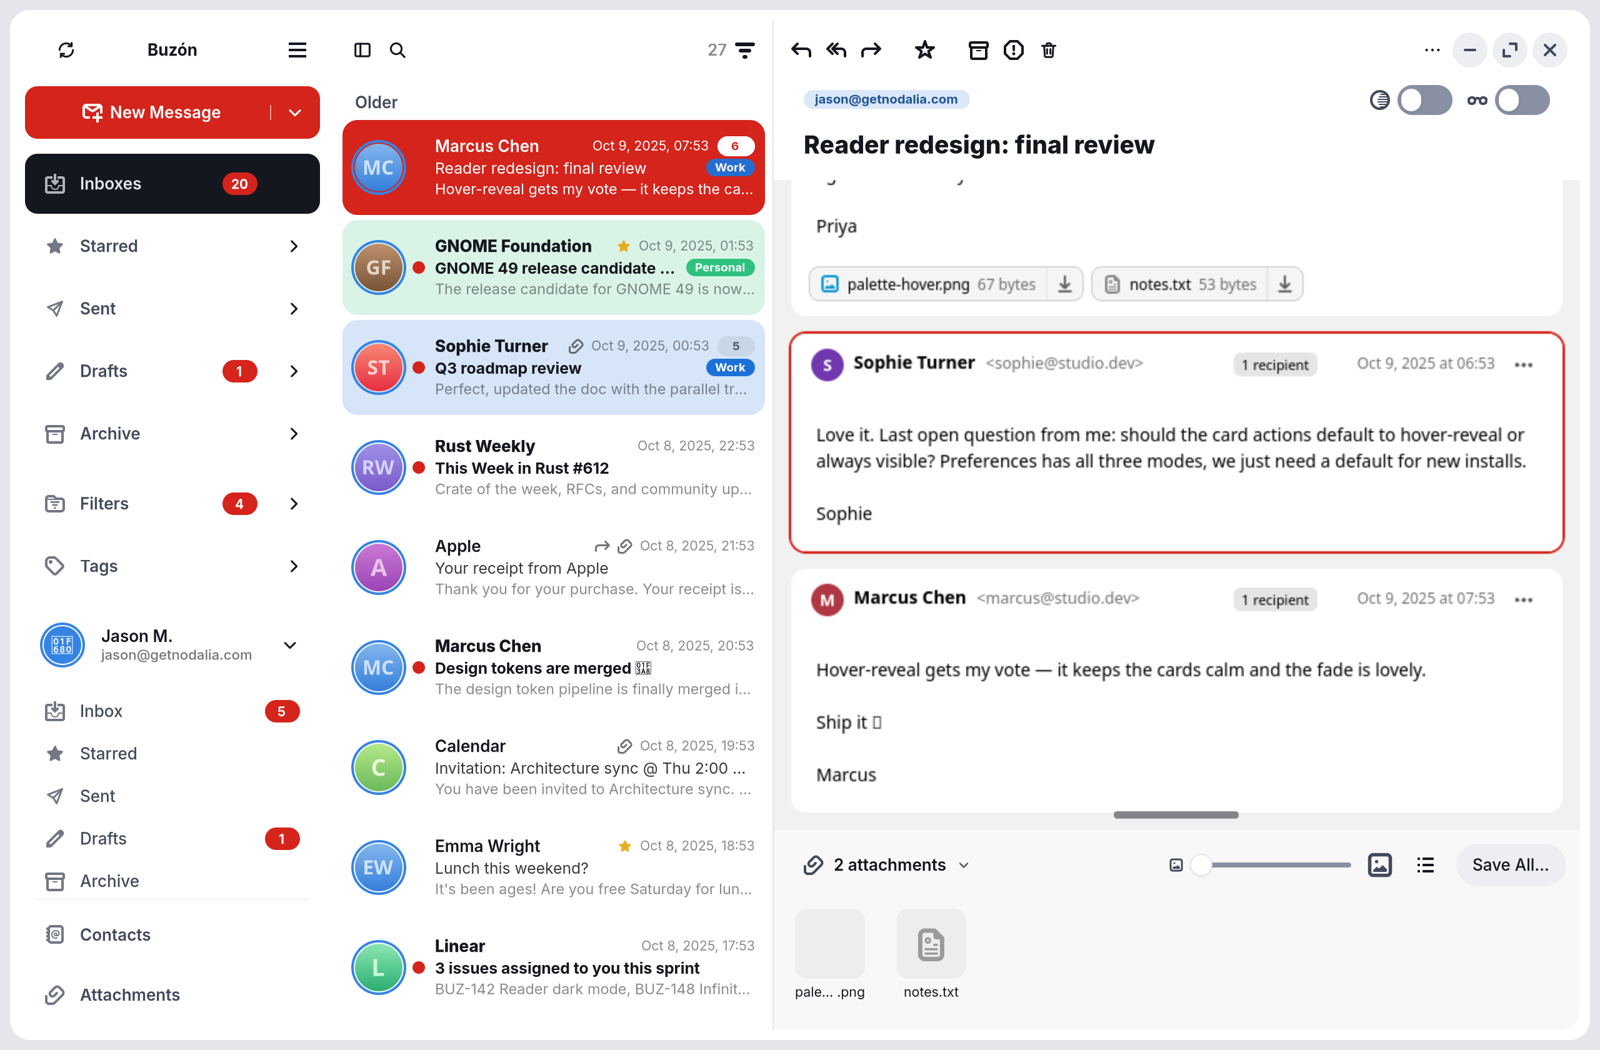 Buzón
New Message
Inboxes 20
Starred
Sent
Drafts 1
Archive
Filters 4
Tags
Jason M.
jason@getnodalia.com
Inbox 5
Starred
Sent
Drafts 1
Archive
Contacts
Attachments
27
Older
MC
Marcus Chen Oct 9, 2025, 07:53 6
Reader redesign: final review Work
Hover-reveal gets my vote — it keeps the ca...
GF
GNOME Foundation Oct 9, 2025, 01:53
GNOME 49 release candidate ... Personal
The release candidate for GNOME 49 is now...
ST
Sophie Turner Oct 9, 2025, 00:53 5
Q3 roadmap review Work
Perfect, updated the doc with the parallel tr...
RW
Rust Weekly Oct 8, 2025, 22:53
This Week in Rust #612
Crate of the week, RFCs, and community up...
A
Apple Oct 8, 2025, 21:53
Your receipt from Apple
Thank you for your purchase. Your receipt is...
MC
Marcus Chen Oct 8, 2025, 20:53
Design tokens are merged
The design token pipeline is finally merged i...
C
Calendar Oct 8, 2025, 19:53
Invitation: Architecture sync @ Thu 2:00 ...
You have been invited to Architecture sync. ...
EW
Emma Wright Oct 8, 2025, 18:53
Lunch this weekend?
It's been ages! Are you free Saturday for lun...
L
Linear Oct 8, 2025, 17:53
3 issues assigned to you this sprint
BUZ-142 Reader dark mode, BUZ-148 Infinit...
jason@getnodalia.com
Reader redesign: final review
Priya
palette-hover.png 67 bytes
notes.txt 53 bytes
S
Sophie Turner <sophie@studio.dev> 1 recipient Oct 9, 2025 at 06:53
Love it. Last open question from me: should the card actions default to hover-reveal or
always visible? Preferences has all three modes, we just need a default for new installs.
Sophie
M
Marcus Chen <marcus@studio.dev> 1 recipient Oct 9, 2025 at 07:53
Hover-reveal gets my vote — it keeps the cards calm and the fade is lovely.
Ship it
Marcus
2 attachments
Save All...
pale... .png
notes.txt